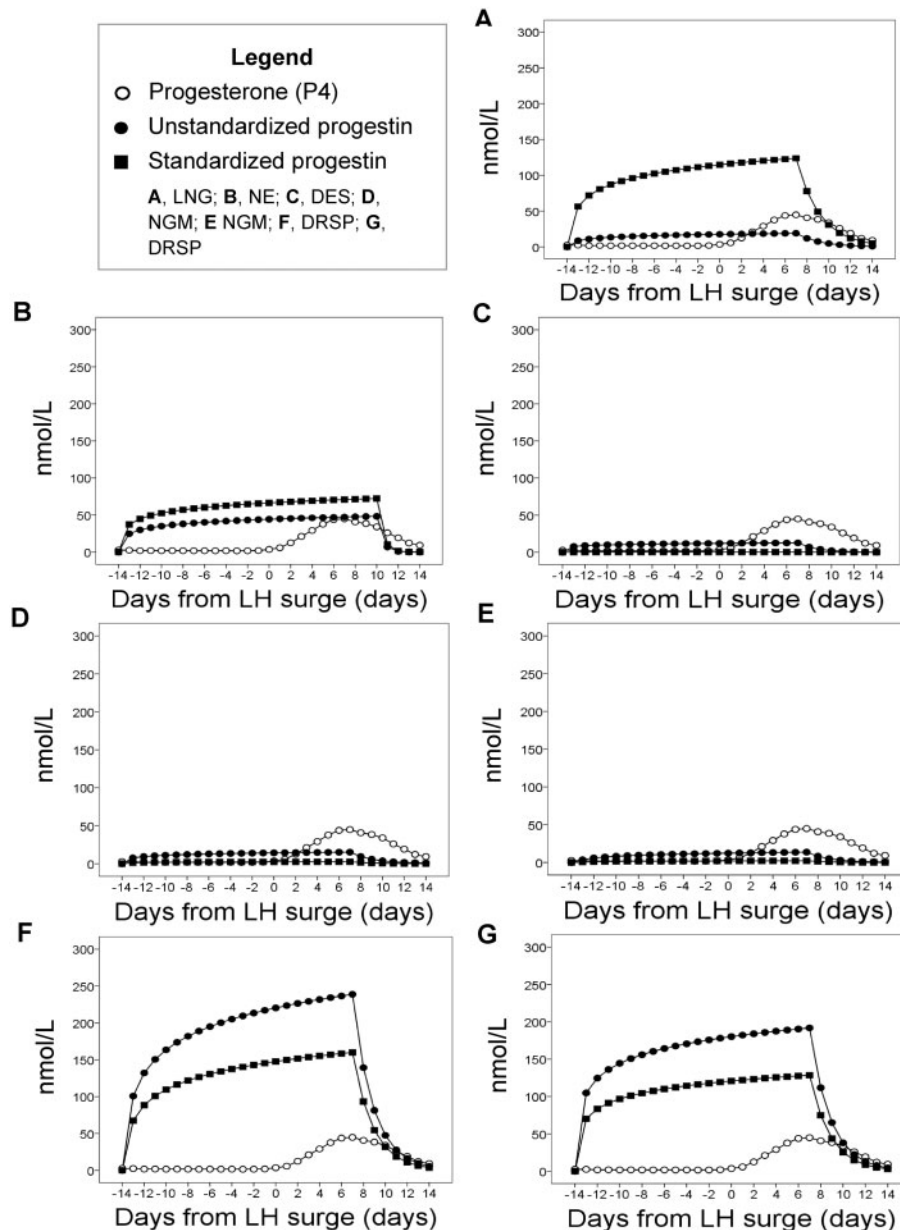 Legend
Progesterone (P4)
Unstandardized progestin
Standardized progestin
A, LNG; B, NE; C, DES; D,
NGM; E NGM; F, DRSP; G,
DRSP
A
nmol/L
300
250
200
150
100
50
0
-14 -12 -10 -8 -6 -4 -2 0 2 4 6 8 10 12 14
Days from LH surge (days)
B
nmol/L
300
250
200
150
100
50
0
-14 -12 -10 -8 -6 -4 -2 0 2 4 6 8 10 12 14
Days from LH surge (days)
C
nmol/L
300
250
200
150
100
50
0
-14 -12 -10 -8 -6 -4 -2 0 2 4 6 8 10 12 14
Days from LH surge (days)
D
nmol/L
300
250
200
150
100
50
0
-14 -12 -10 -8 -6 -4 -2 0 2 4 6 8 10 12 14
Days from LH surge (days)
E
nmol/L
300
250
200
150
100
50
0
-14 -12 -10 -8 -6 -4 -2 0 2 4 6 8 10 12 14
Days from LH surge (days)
F
nmol/L
300
250
200
150
100
50
0
-14 -12 -10 -8 -6 -4 -2 0 2 4 6 8 10 12 14
Days from LH surge (days)
G
nmol/L
300
250
200
150
100
50
0
-14 -12 -10 -8 -6 -4 -2 0 2 4 6 8 10 12 14
Days from LH surge (days)